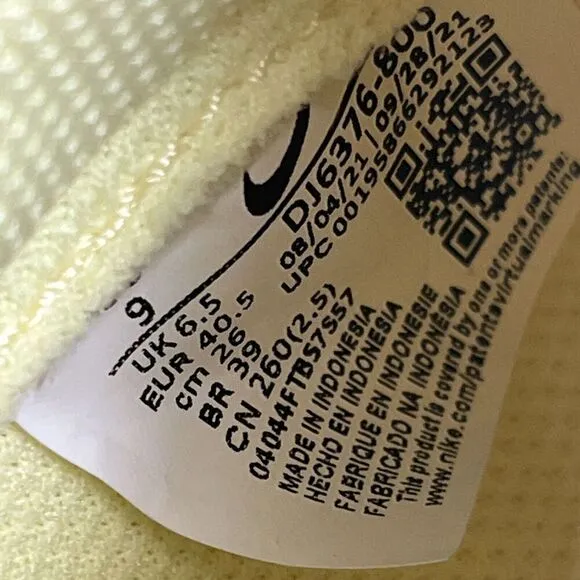 DJ6376-800
08/04/21 | 09/28/21
UPC 00195866292123
9
UK 6.5
EUR 40.5
cm 26.5
BR 39
CN 260(2.5)
04044FTBS7S57
MADE IN INDONESIA
HECHO EN INDONESIA
FABRIQUE EN INDONESIE
FABRICADO NA INDONESIA
This product is covered by one or more patents:
www.nike.com/patentsvirtualmarking